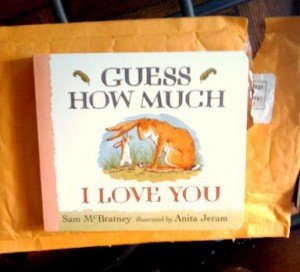 GUESS
HOW MUCH
I LOVE YOU
Sam McBratney illustrated by Anita Jeram